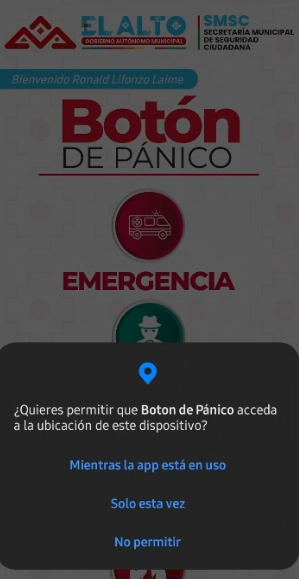 EL ALTO
GOBIERNO AUTÓNOMO MUNICIPAL
SMSC
SECRETARÍA MUNICIPAL
DE SEGURIDAD
CIUDADANA
Bienvenido Ronald Lifonzo Laime
Botón
DE PÁNICO
EMERGENCIA
¿Quieres permitir que Boton de Pánico acceda
a la ubicación de este dispositivo?
Mientras la app está en uso
Solo esta vez
No permitir